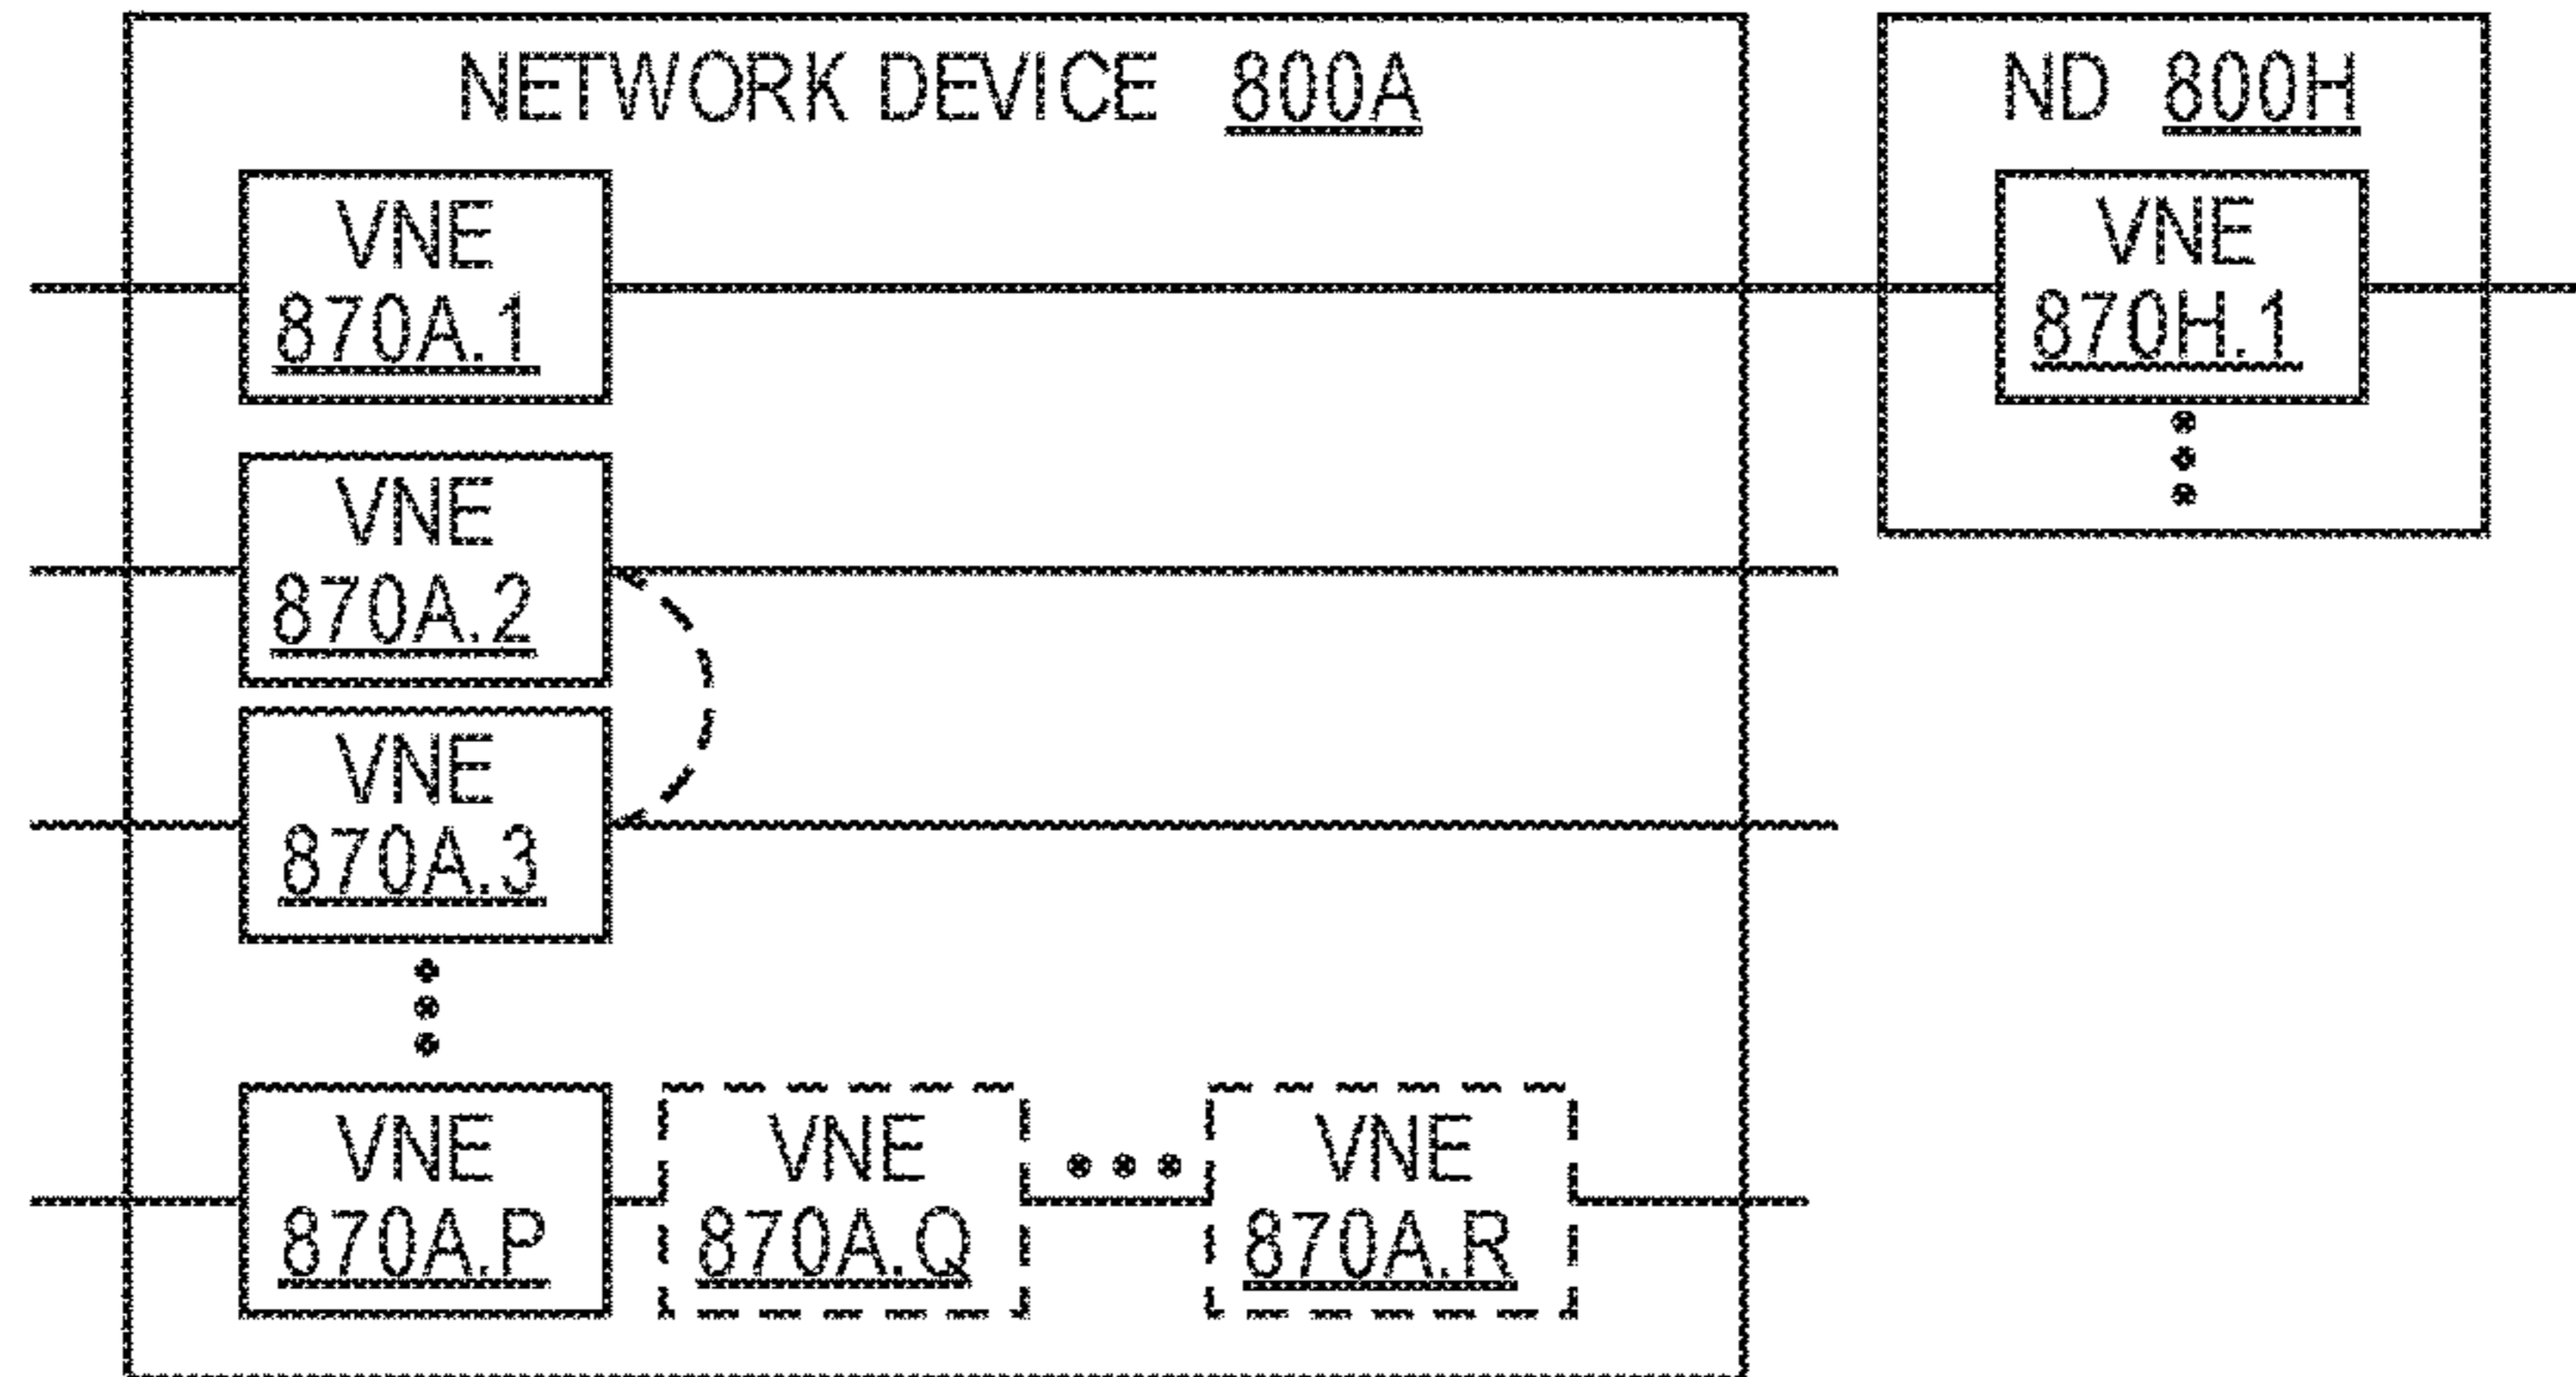 NETWORK DEVICE 800A
ND 800H
VNE
870A.1
VNE
870H.1
VNE
870A.2
VNE
870A.3
VNE
870A.P
VNE
870A.Q
VNE
870A.R